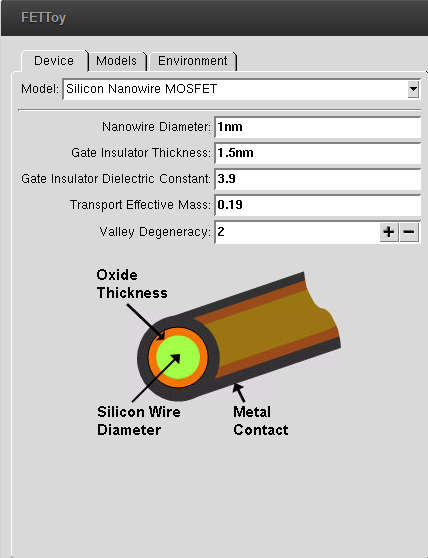 FETToy
Device Models Environment
Model: Silicon Nanowire MOSFET
Nanowire Diameter: 1nm
Gate Insulator Thickness: 1.5nm
Gate Insulator Dielectric Constant: 3.9
Transport Effective Mass: 0.19
Valley Degeneracy: 2
Oxide
Thickness
Silicon Wire
Diameter
Metal
Contact